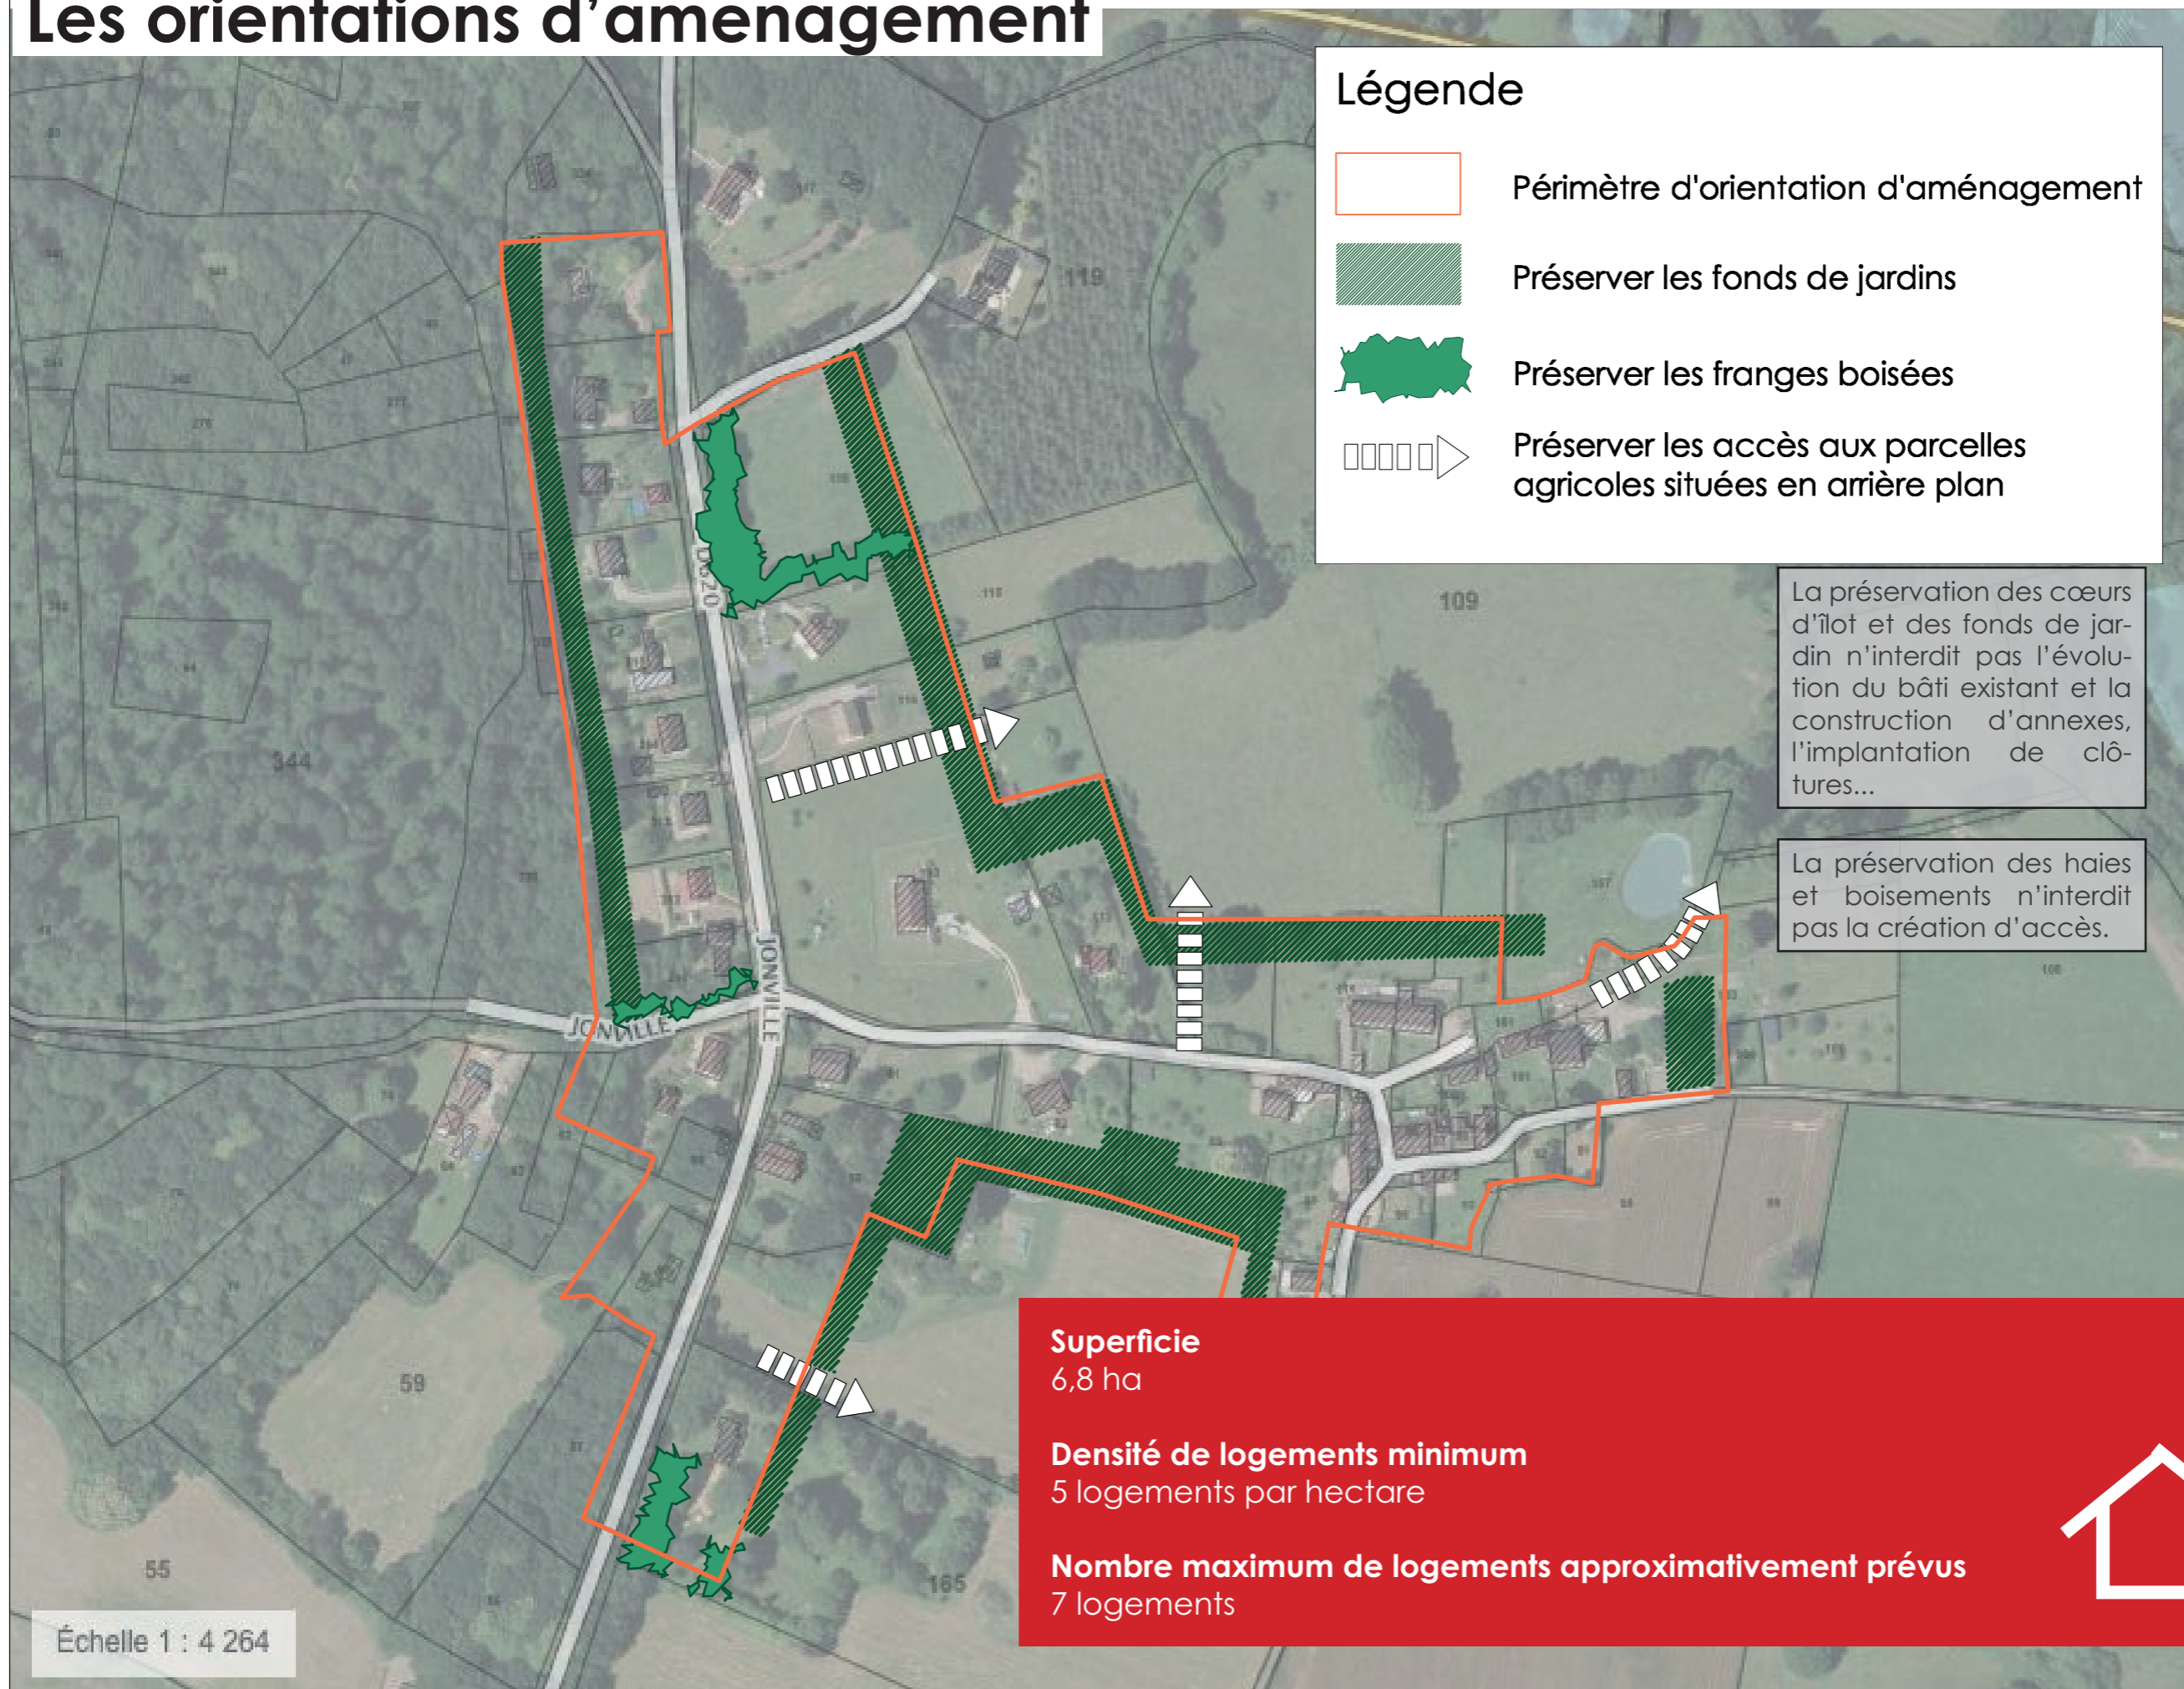 Les orientations d’aménagement
Légende
Périmètre d'orientation d'aménagement
Préserver les fonds de jardins
Préserver les franges boisées
Préserver les accès aux parcelles
agricoles situées en arrière plan
La préservation des cœurs
d’îlot et des fonds de jar-
din n’interdit pas l’évolu-
tion du bâti existant et la
construction d’annexes,
l’implantation de clô-
tures...
La préservation des haies
et boisements n’interdit
pas la création d’accès.
119
109
344
JONVILLE
JONVILLE
59
55
165
Superficie
6,8 ha
Densité de logements minimum
5 logements par hectare
Nombre maximum de logements approximativement prévus
7 logements
Échelle 1 : 4 264